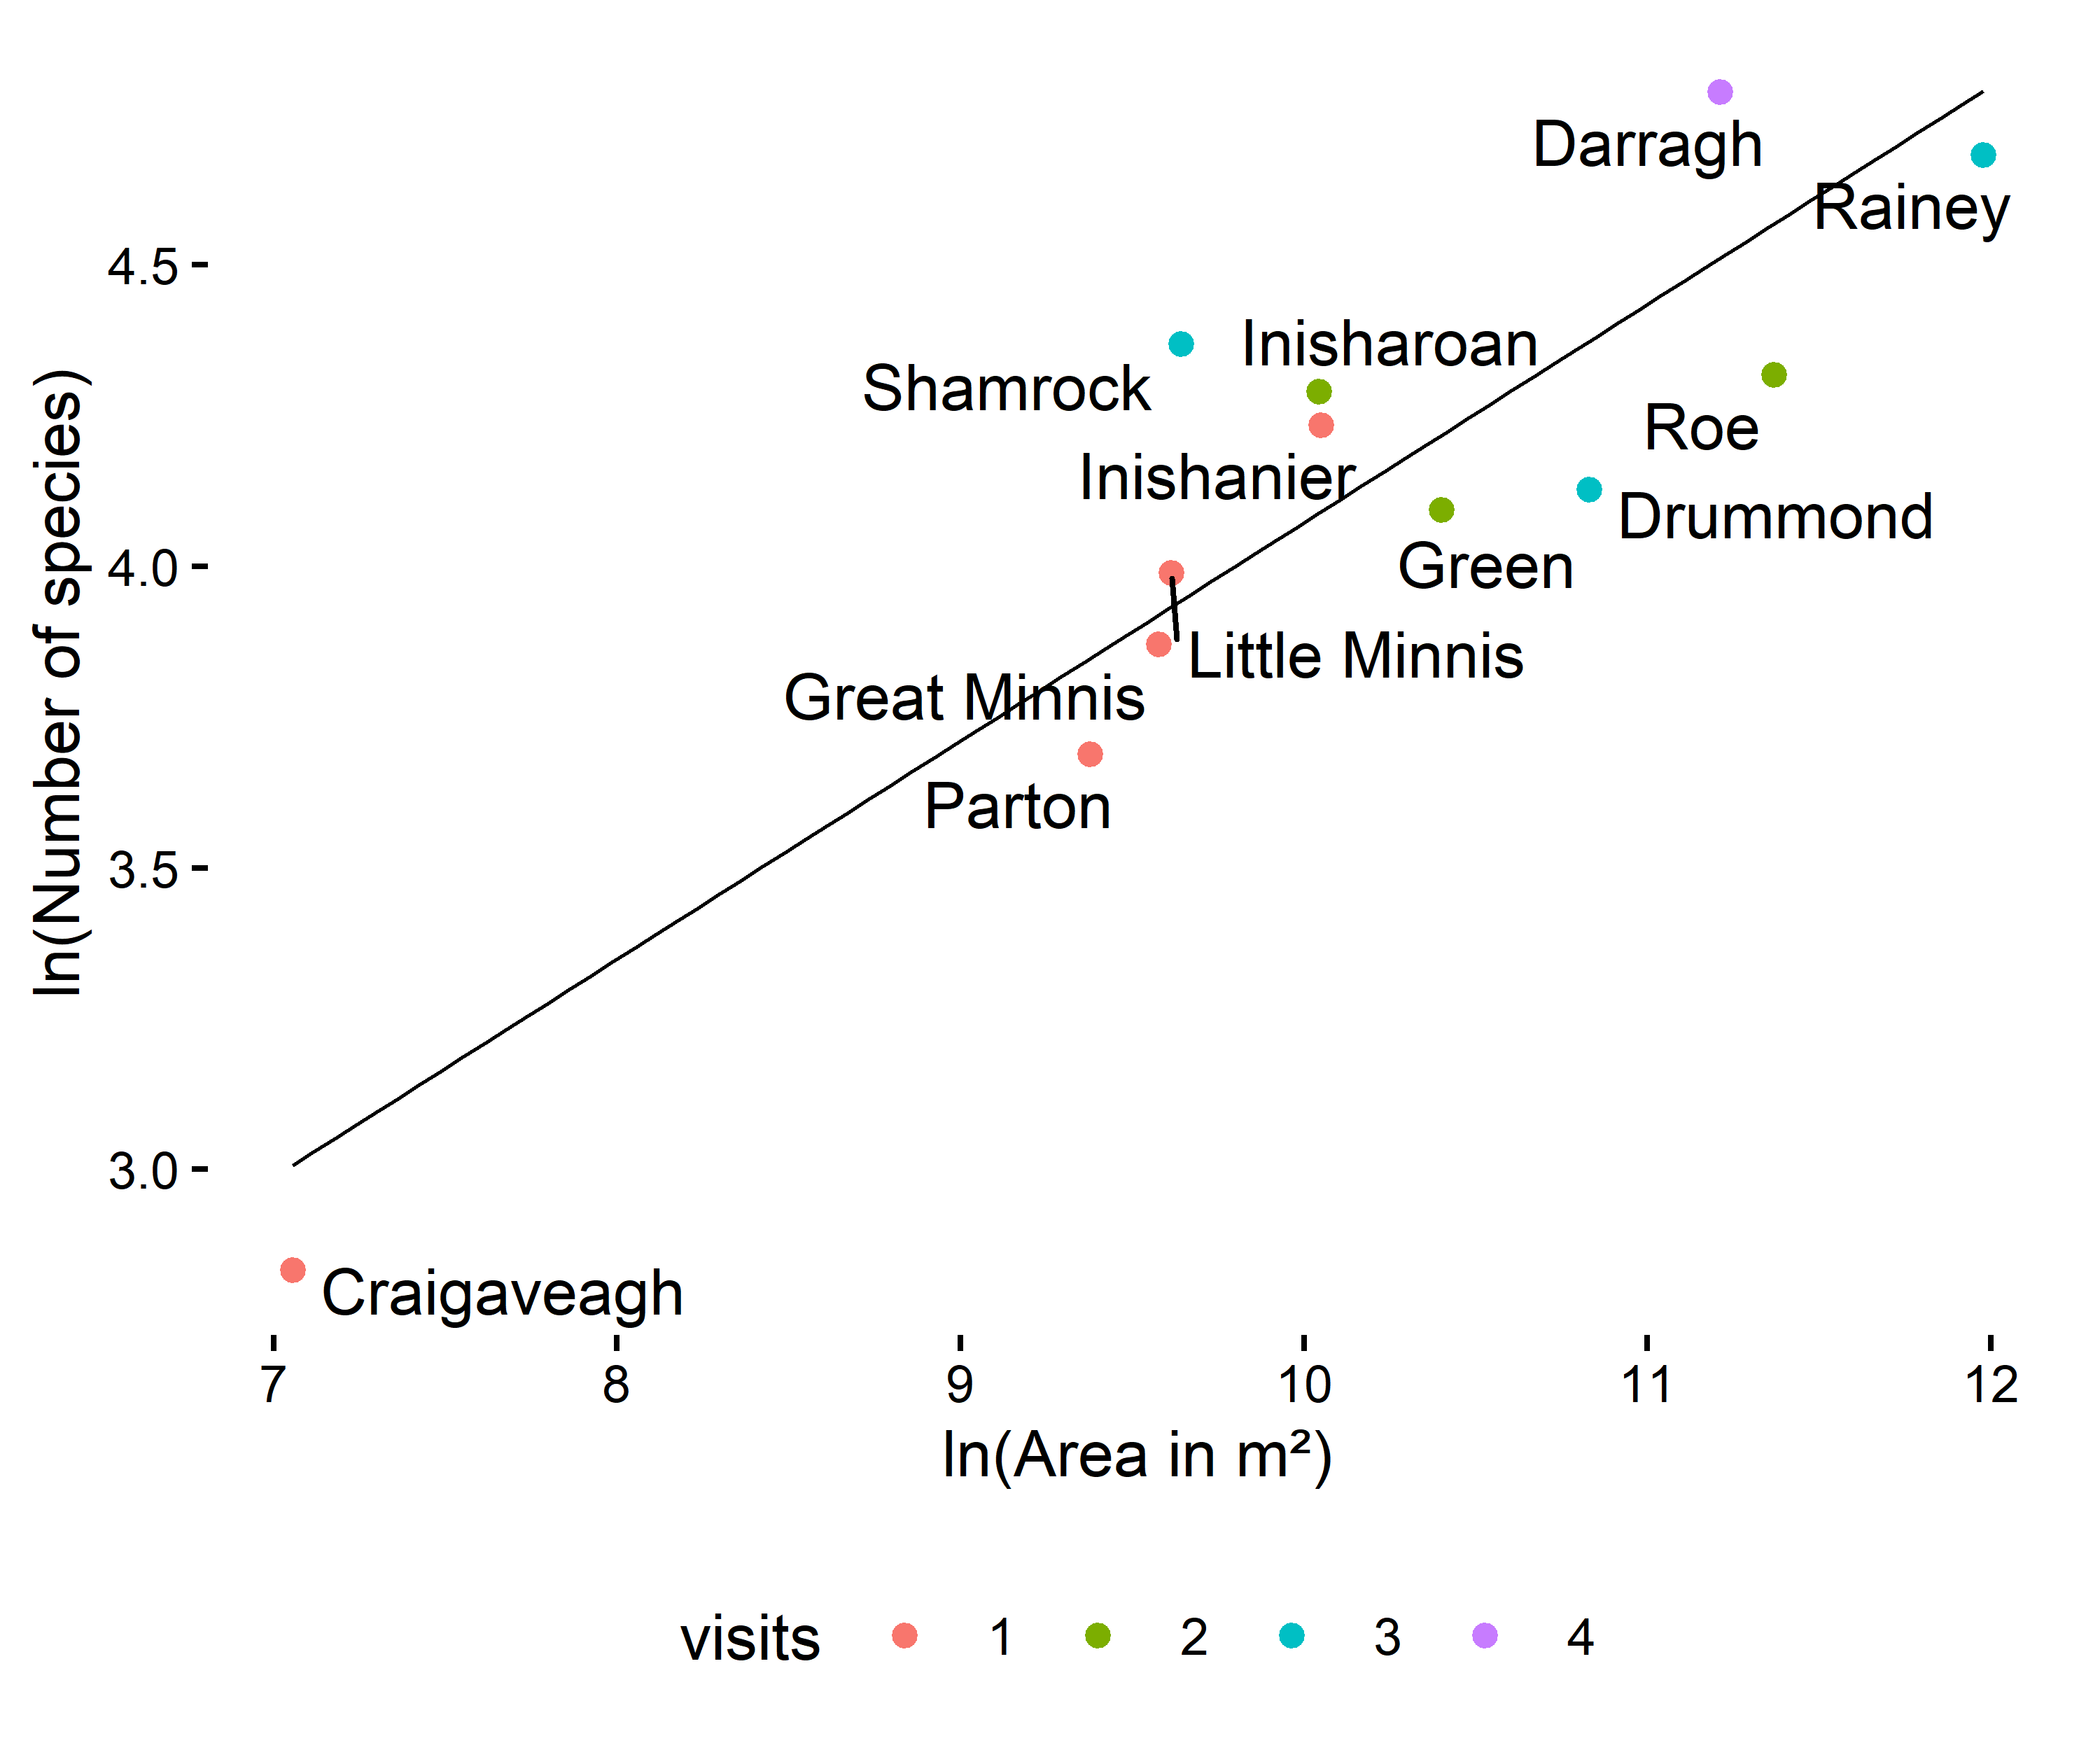 Darragh
Rainey
4.5
Inisharoan
Shamrock
Roe
Inishanier
Drummond
4.0
Green
Little Minnis
Great Minnis
Parton
3.5
3.0
Craigaveagh
ln(Number of species)
7 8 9 10 11 12
ln(Area in m²)
visits 1 2 3 4